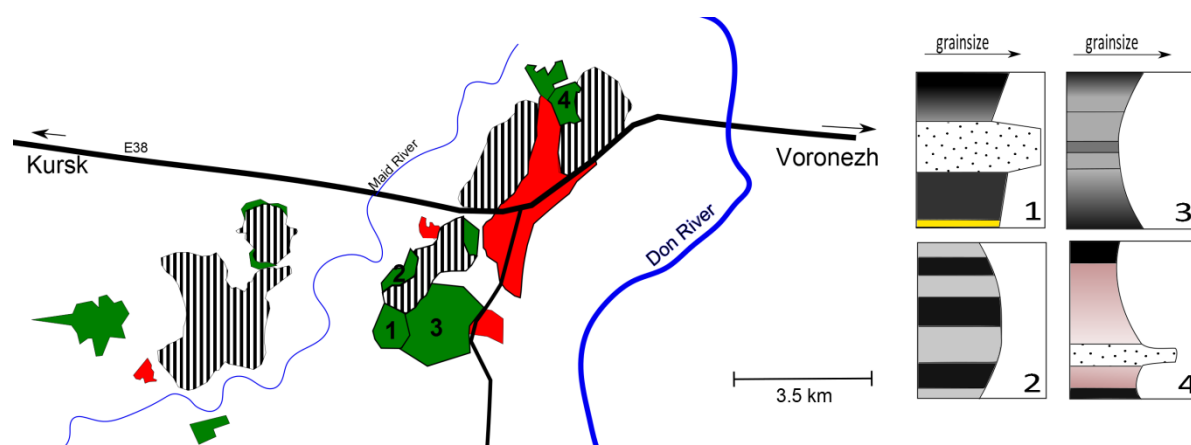 Kursk
E38
Maid River
Don River
Voronezh
4
2
1
3
3.5 km
grainsize
grainsize
1
3
2
4